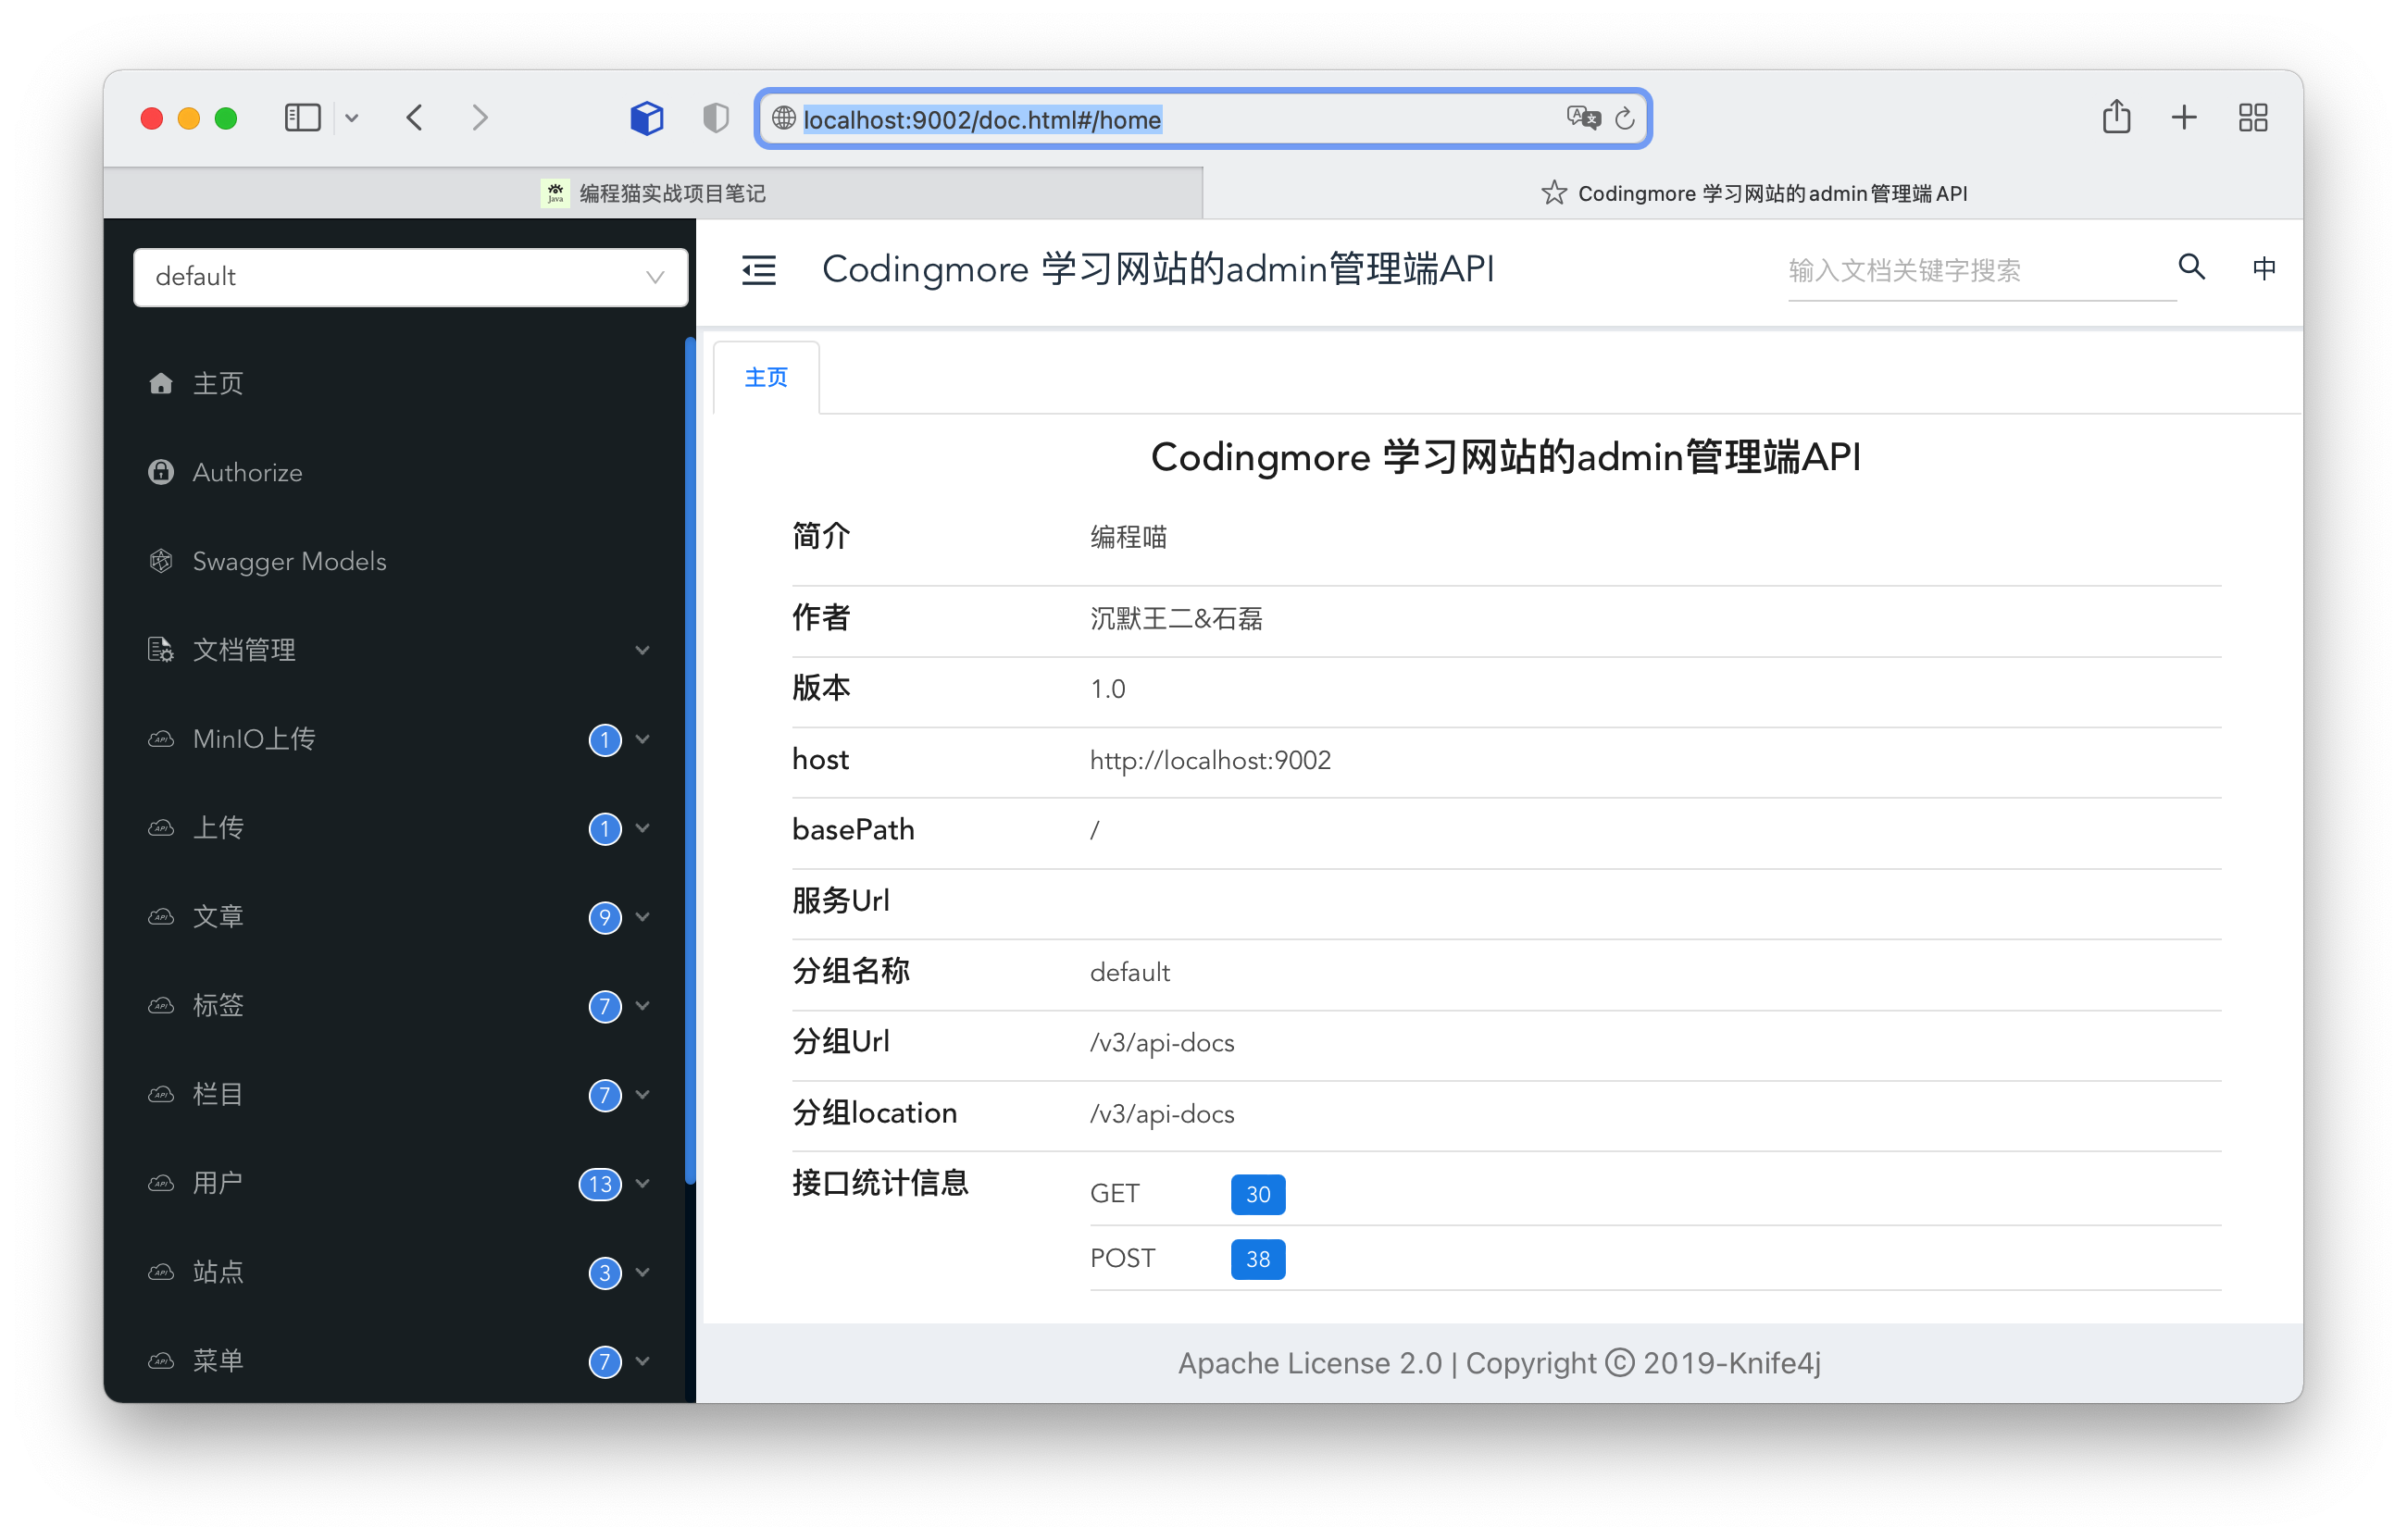 localhost:9002/doc.html#/home
编程猫实战项目笔记
Codingmore 学习网站的admin管理端API
default
Codingmore 学习网站的admin管理端API
输入文档关键字搜索
中
主页
Authorize
Swagger Models
文档管理
MinIO上传 1
上传 1
文章 9
标签 7
栏目 7
用户 13
站点 3
菜单 7
主页
Codingmore 学习网站的admin管理端API
简介 编程喵
作者 沉默王二&石磊
版本 1.0
host http://localhost:9002
basePath /
服务Url
分组名称 default
分组Url /v3/api-docs
分组location /v3/api-docs
接口统计信息 GET 30
POST 38
Apache License 2.0 | Copyright © 2019-Knife4j